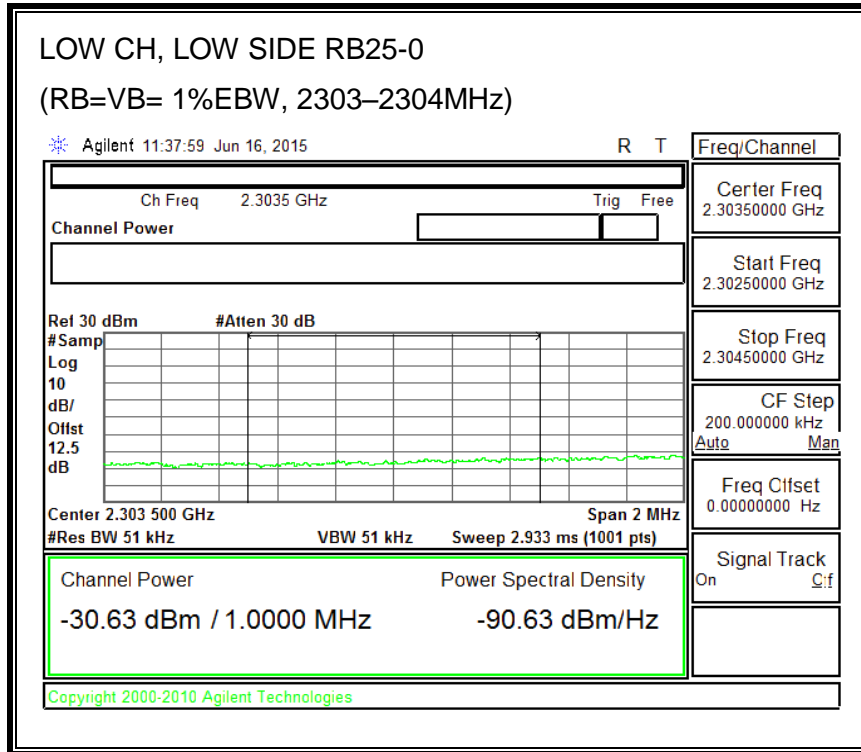 LOW CH, LOW SIDE RB25-0
(RB=VB= 1%EBW, 2303–2304MHz)
Agilent 11:37:59 Jun 16, 2015 R T
Freq/Channel
Ch Freq 2.3035 GHz Trig Free
Channel Power
Center Freq
2.30350000 GHz
Start Freq
2.30250000 GHz
Stop Freq
2.30450000 GHz
CF Step
200.000000 kHz
Auto Man
Freq Offset
0.00000000 Hz
Signal Track
On Off
Ref 30 dBm #Atten 30 dB
#Samp
Log
10
dB/
Offst
12.5
dB
Center 2.303 500 GHz Span 2 MHz
#Res BW 51 kHz VBW 51 kHz Sweep 2.933 ms (1001 pts)
Channel Power Power Spectral Density
-30.63 dBm / 1.0000 MHz -90.63 dBm/Hz
Copyright 2000-2010 Agilent Technologies